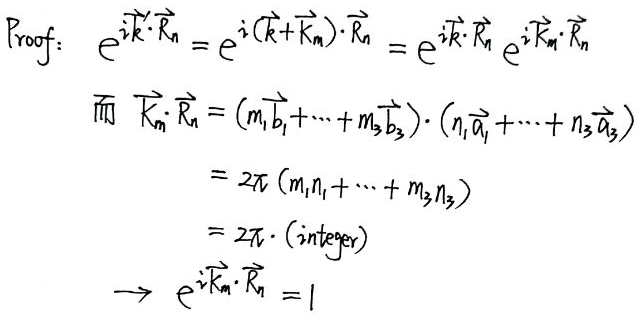 Proof: $e^{i\vec{k}'\cdot\vec{R}_n} = e^{i(\vec{k}+\vec{K}_m)\cdot\vec{R}_n} = e^{i\vec{k}\cdot\vec{R}_n} e^{i\vec{K}_m\cdot\vec{R}_n}$
而 $\vec{K}_m\cdot\vec{R}_n = (m_1\vec{b}_1+\cdots+m_3\vec{b}_3)\cdot(n_1\vec{a}_1+\cdots+n_3\vec{a}_3)$
$= 2\pi(m_1n_1+\cdots+m_3n_3)$
$= 2\pi\cdot(integer)$
$\rightarrow e^{i\vec{K}_m\cdot\vec{R}_n} = 1$